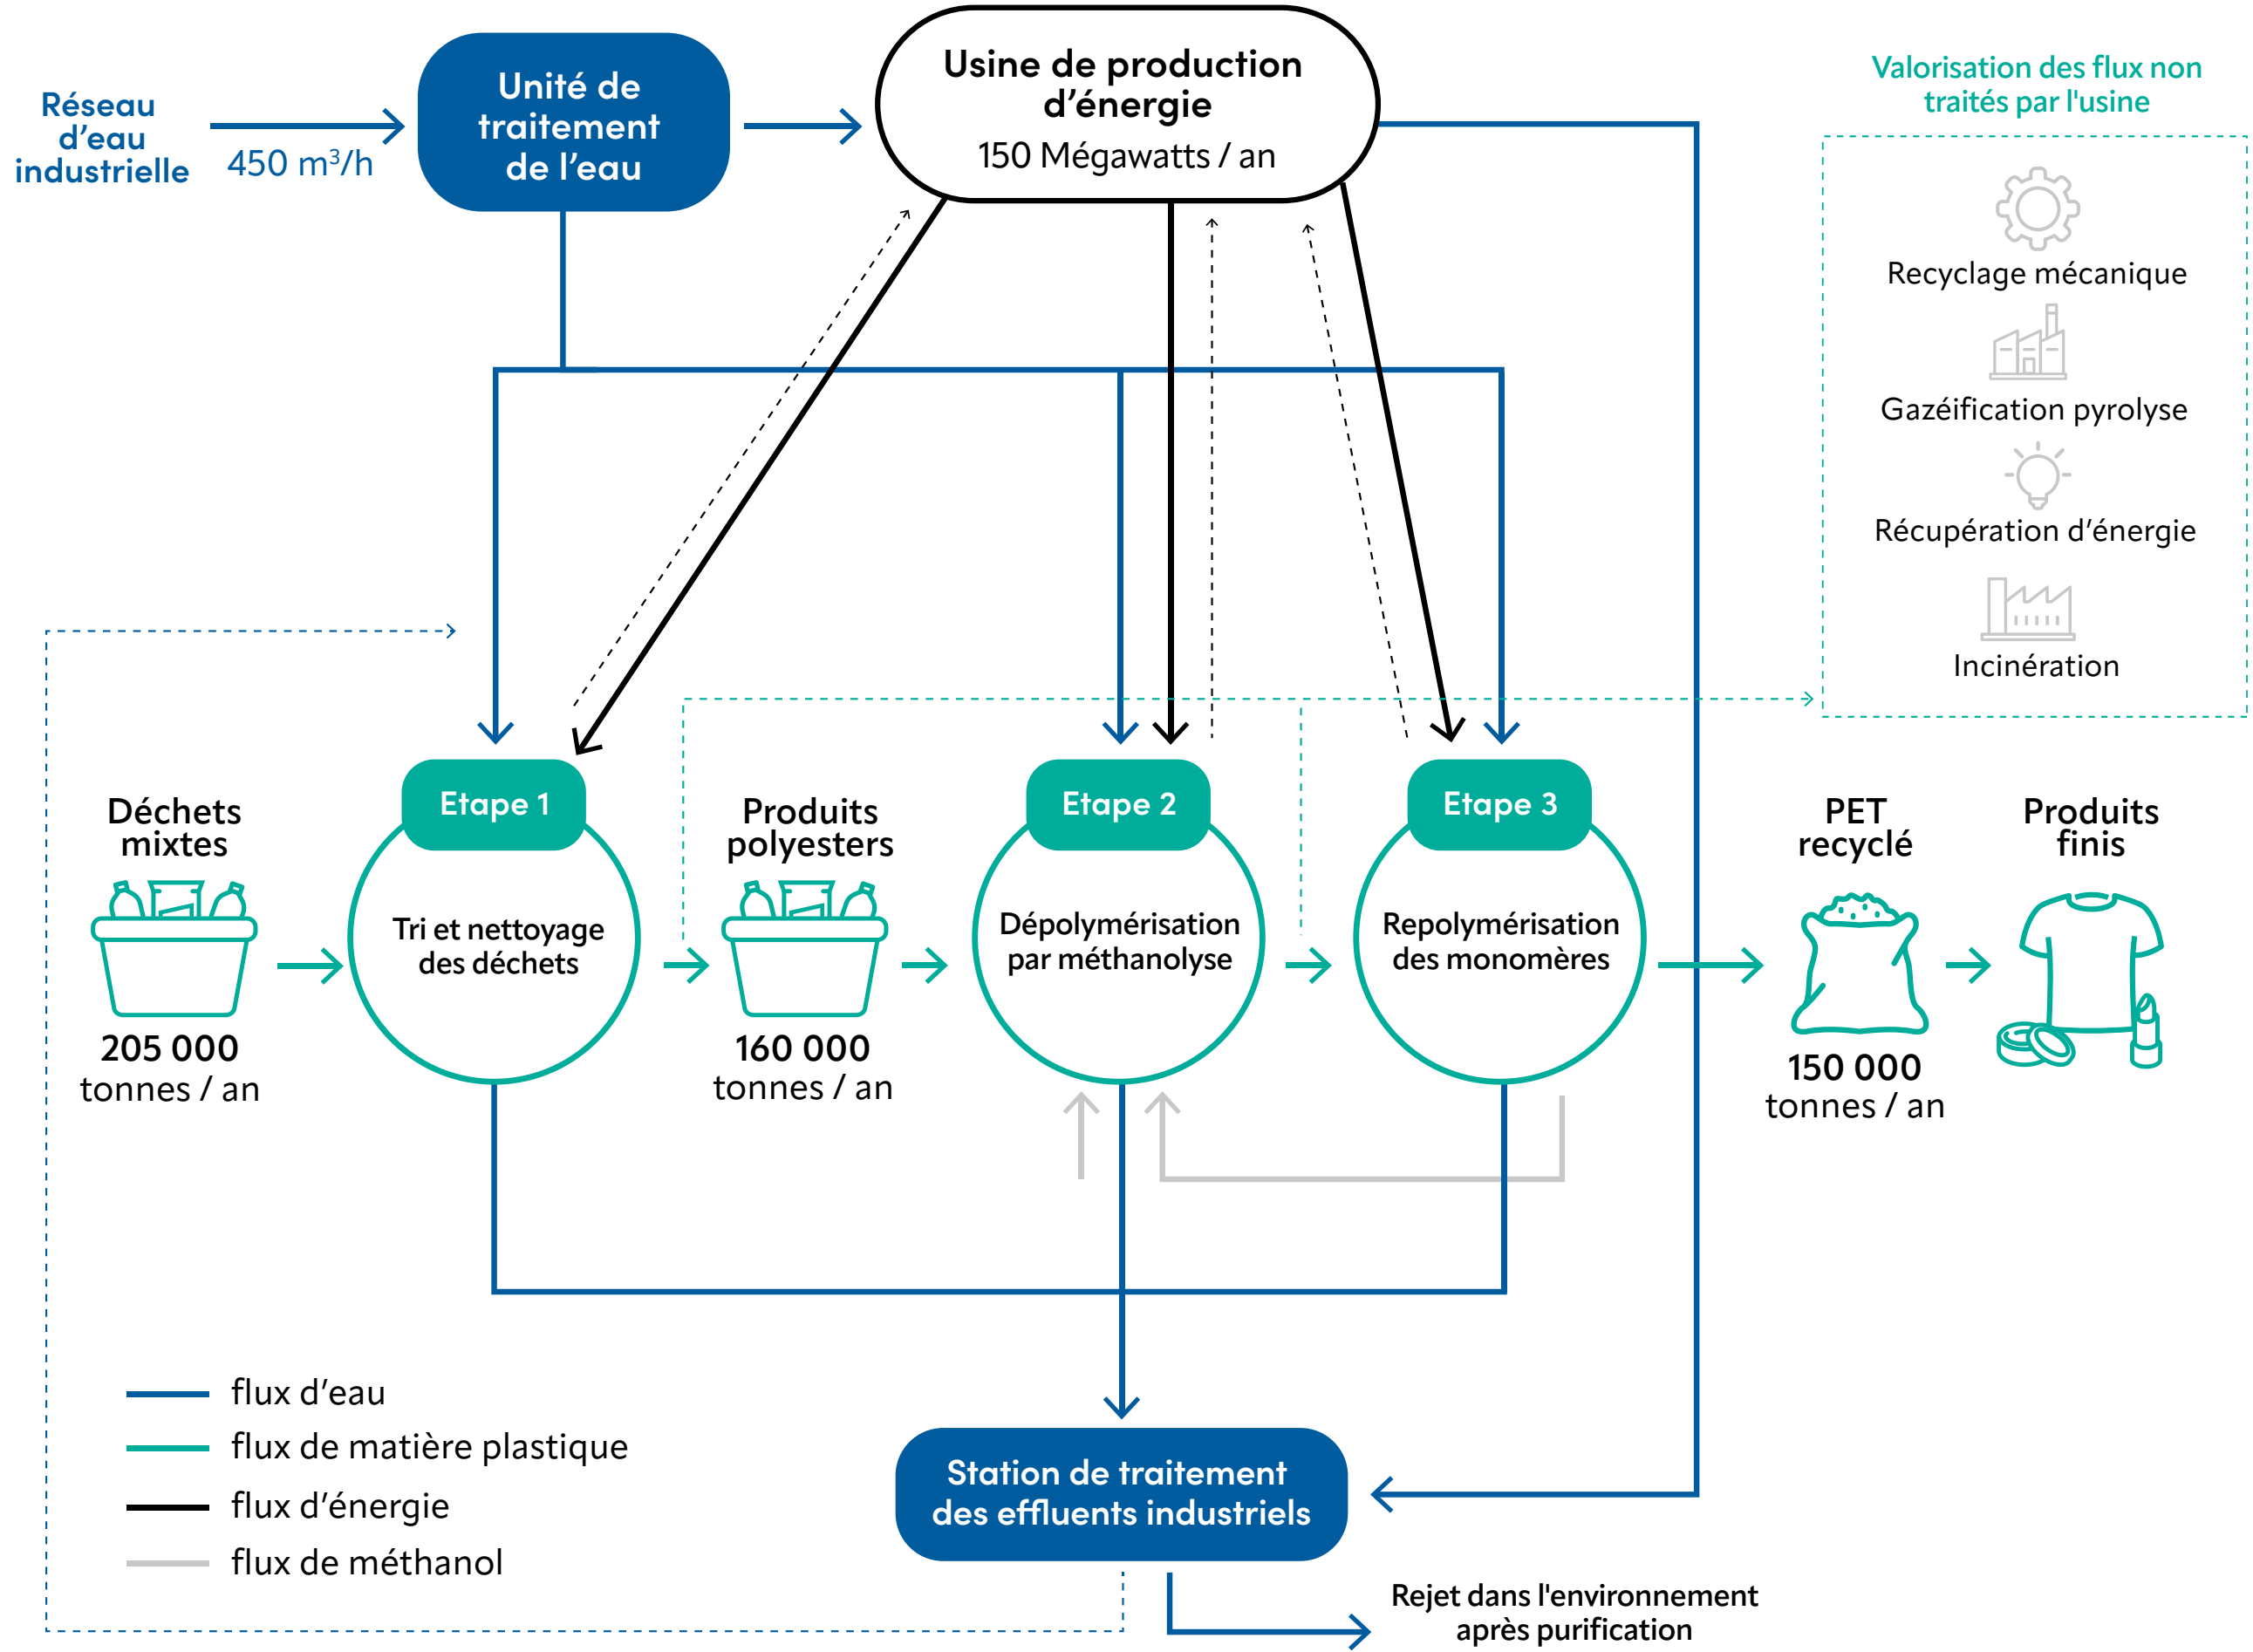 Réseau
d’eau
industrielle
450 m³/h
Unité de
traitement
de l’eau
Usine de production
d’énergie
150 Mégawatts / an
Valorisation des flux non
traités par l'usine
Recyclage mécanique
Gazéification pyrolyse
Récupération d’énergie
Incinération
Déchets
mixtes
205 000
tonnes / an
Etape 1
Tri et nettoyage
des déchets
Produits
polyesters
160 000
tonnes / an
Etape 2
Dépolymérisation
par méthanolyse
Etape 3
Repolymérisation
des monomères
PET
recyclé
150 000
tonnes / an
Produits
finis
flux d’eau
flux de matière plastique
flux d’énergie
flux de méthanol
Station de traitement
des effluents industriels
Rejet dans l'environnement
après purification